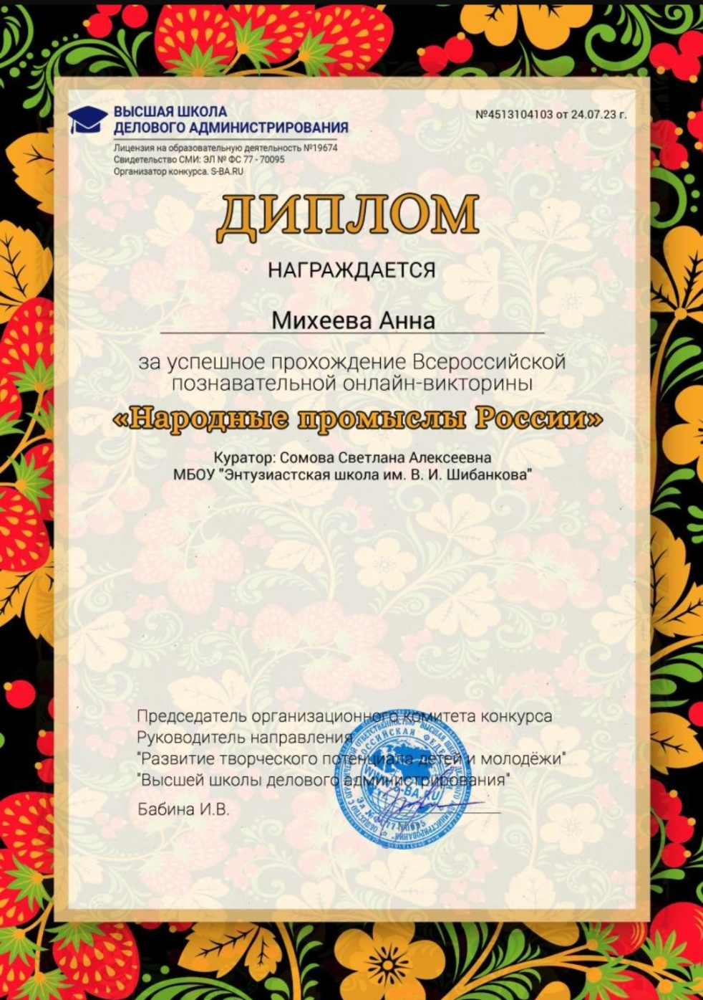 ВЫСШАЯ ШКОЛА
ДЕЛОВОГО АДМИНИСТРИРОВАНИЯ
Лицензия на образовательную деятельность №19674
Свидетельство СМИ: ЭЛ № ФС 77 - 70095
Организатор конкурса. S-BA.RU
№4513104103 от 24.07.23 г.
ДИПЛОМ
НАГРАЖДАЕТСЯ
Михеева Анна
за успешное прохождение Всероссийской
познавательной онлайн-викторины
«Народные промыслы России»
Куратор: Сомова Светлана Алексеевна
МБОУ "Энтузиастская школа им. В. И. Шибанкова"
Председатель организационного комитета конкурса
Руководитель направления
"Развитие творческого потенциала детей и молодёжи"
"Высшей школы делового администрирования"
Бабина И.В.